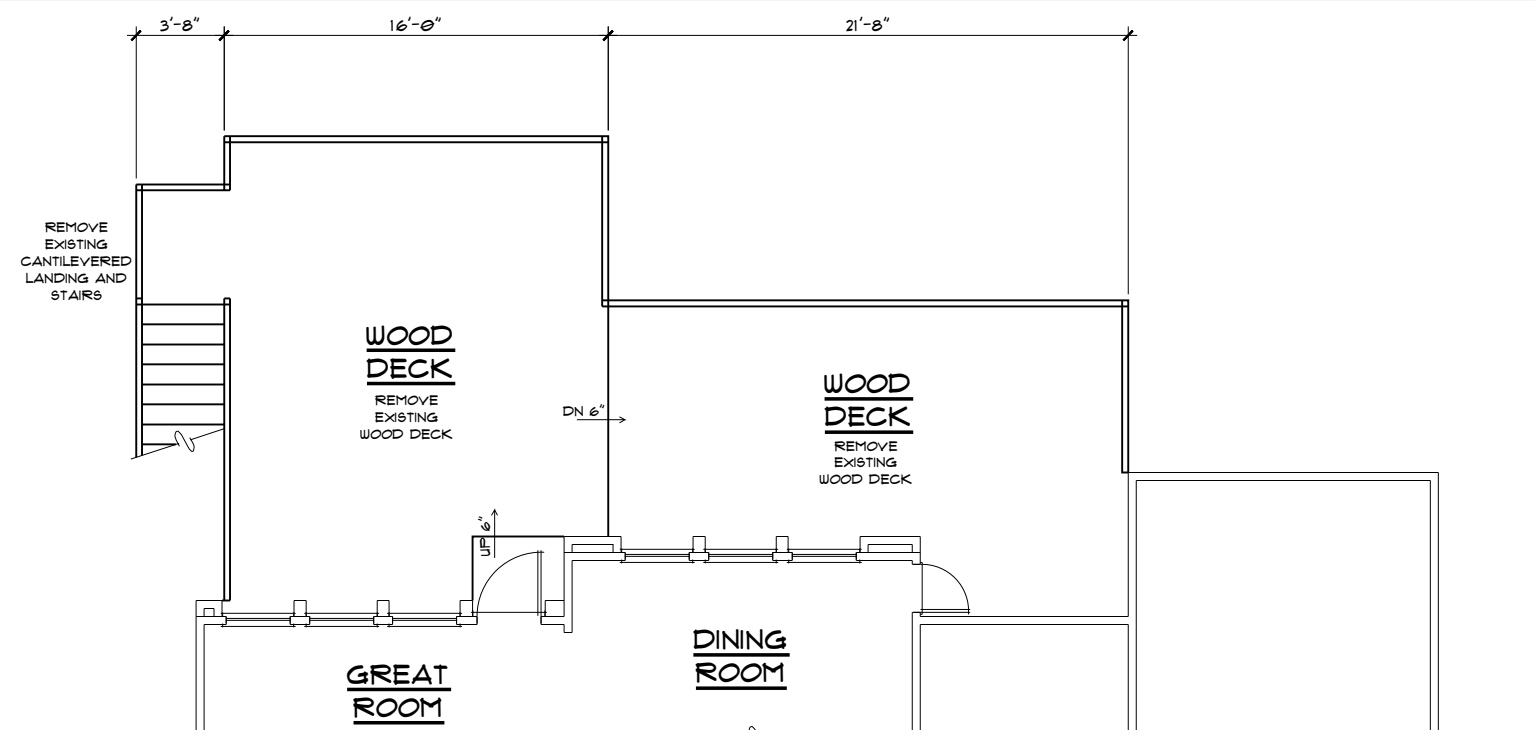 3'-8"
16'-0"
21'-8"
REMOVE
EXISTING
CANTILEVERED
LANDING AND
STAIRS
WOOD
DECK
REMOVE
EXISTING
WOOD DECK
DN 6"
WOOD
DECK
REMOVE
EXISTING
WOOD DECK
UP 6"
DINING
ROOM
GREAT
ROOM